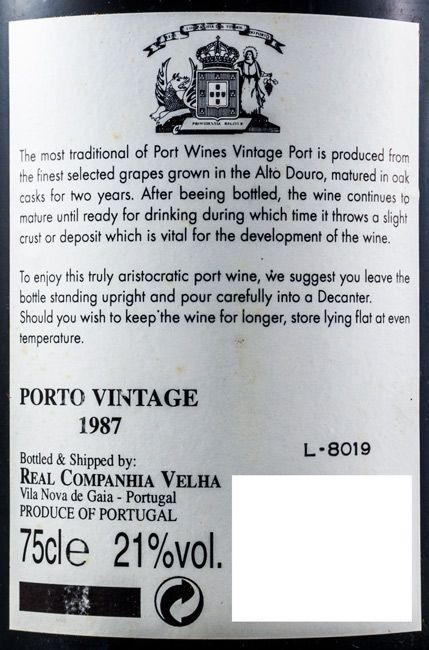 PROVIDENTIA REGITUR
The most traditional of Port Wines Vintage Port is produced from
the finest selected grapes grown in the Alto Douro, matured in oak
casks for two years. After beeing bottled, the wine continues to
mature until ready for drinking during which time it throws a slight
crust or deposit which is vital for the development of the wine.
To enjoy this truly aristocratic port wine, we suggest you leave the
bottle standing upright and pour carefully into a Decanter.
Should you wish to keep the wine for longer, store lying flat at even
temperature.
PORTO VINTAGE
1987
L-8019
Bottled & Shipped by:
REAL COMPANHIA VELHA
Vila Nova de Gaia - Portugal
PRODUCE OF PORTUGAL
75cl e 21%vol.